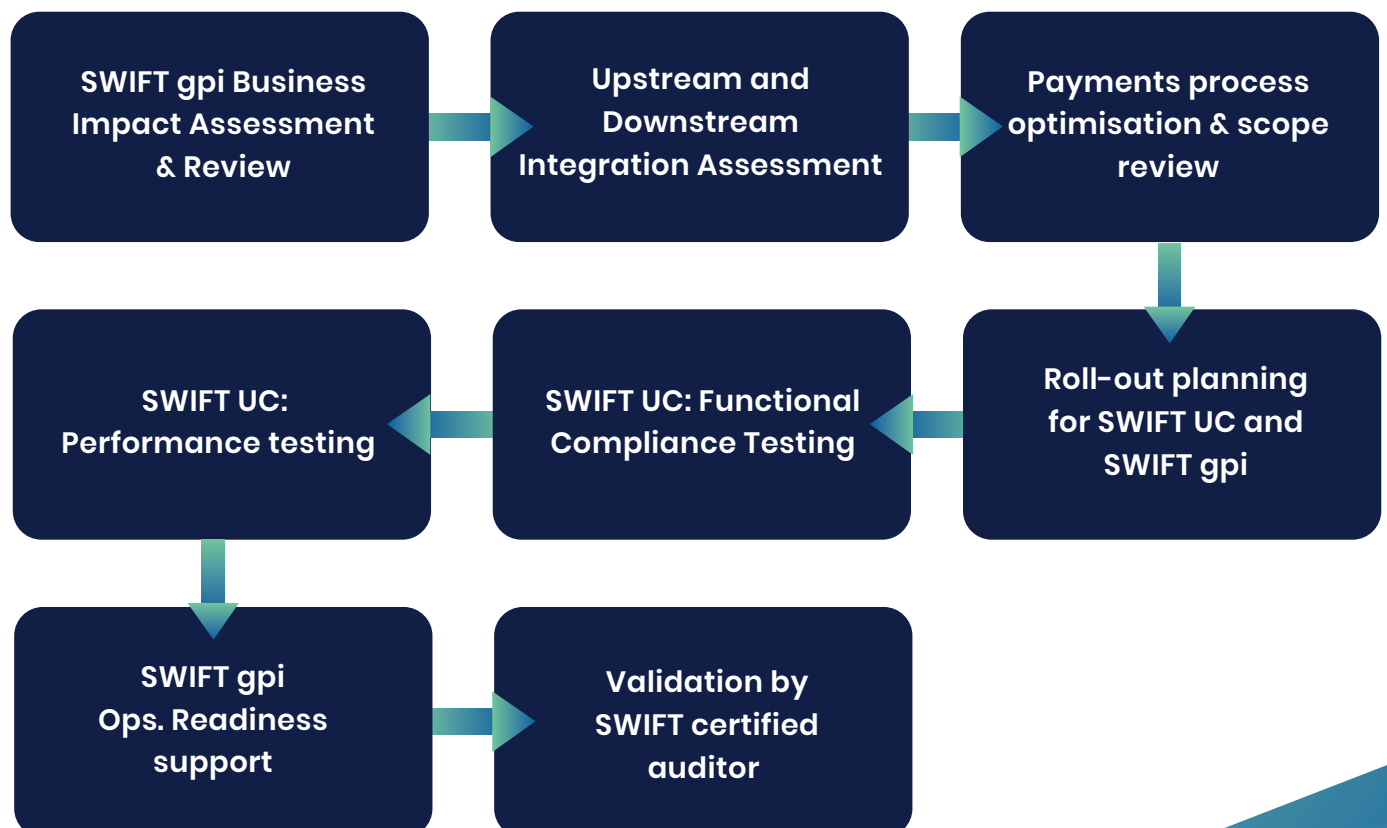 SWIFT gpi Business
Impact Assessment
& Review
Upstream and
Downstream
Integration Assessment
Payments process
optimisation & scope
review
Roll-out planning
for SWIFT UC and
SWIFT gpi
SWIFT UC: Functional
Compliance Testing
SWIFT UC:
Performance testing
SWIFT gpi
Ops. Readiness
support
Validation by
SWIFT certified
auditor